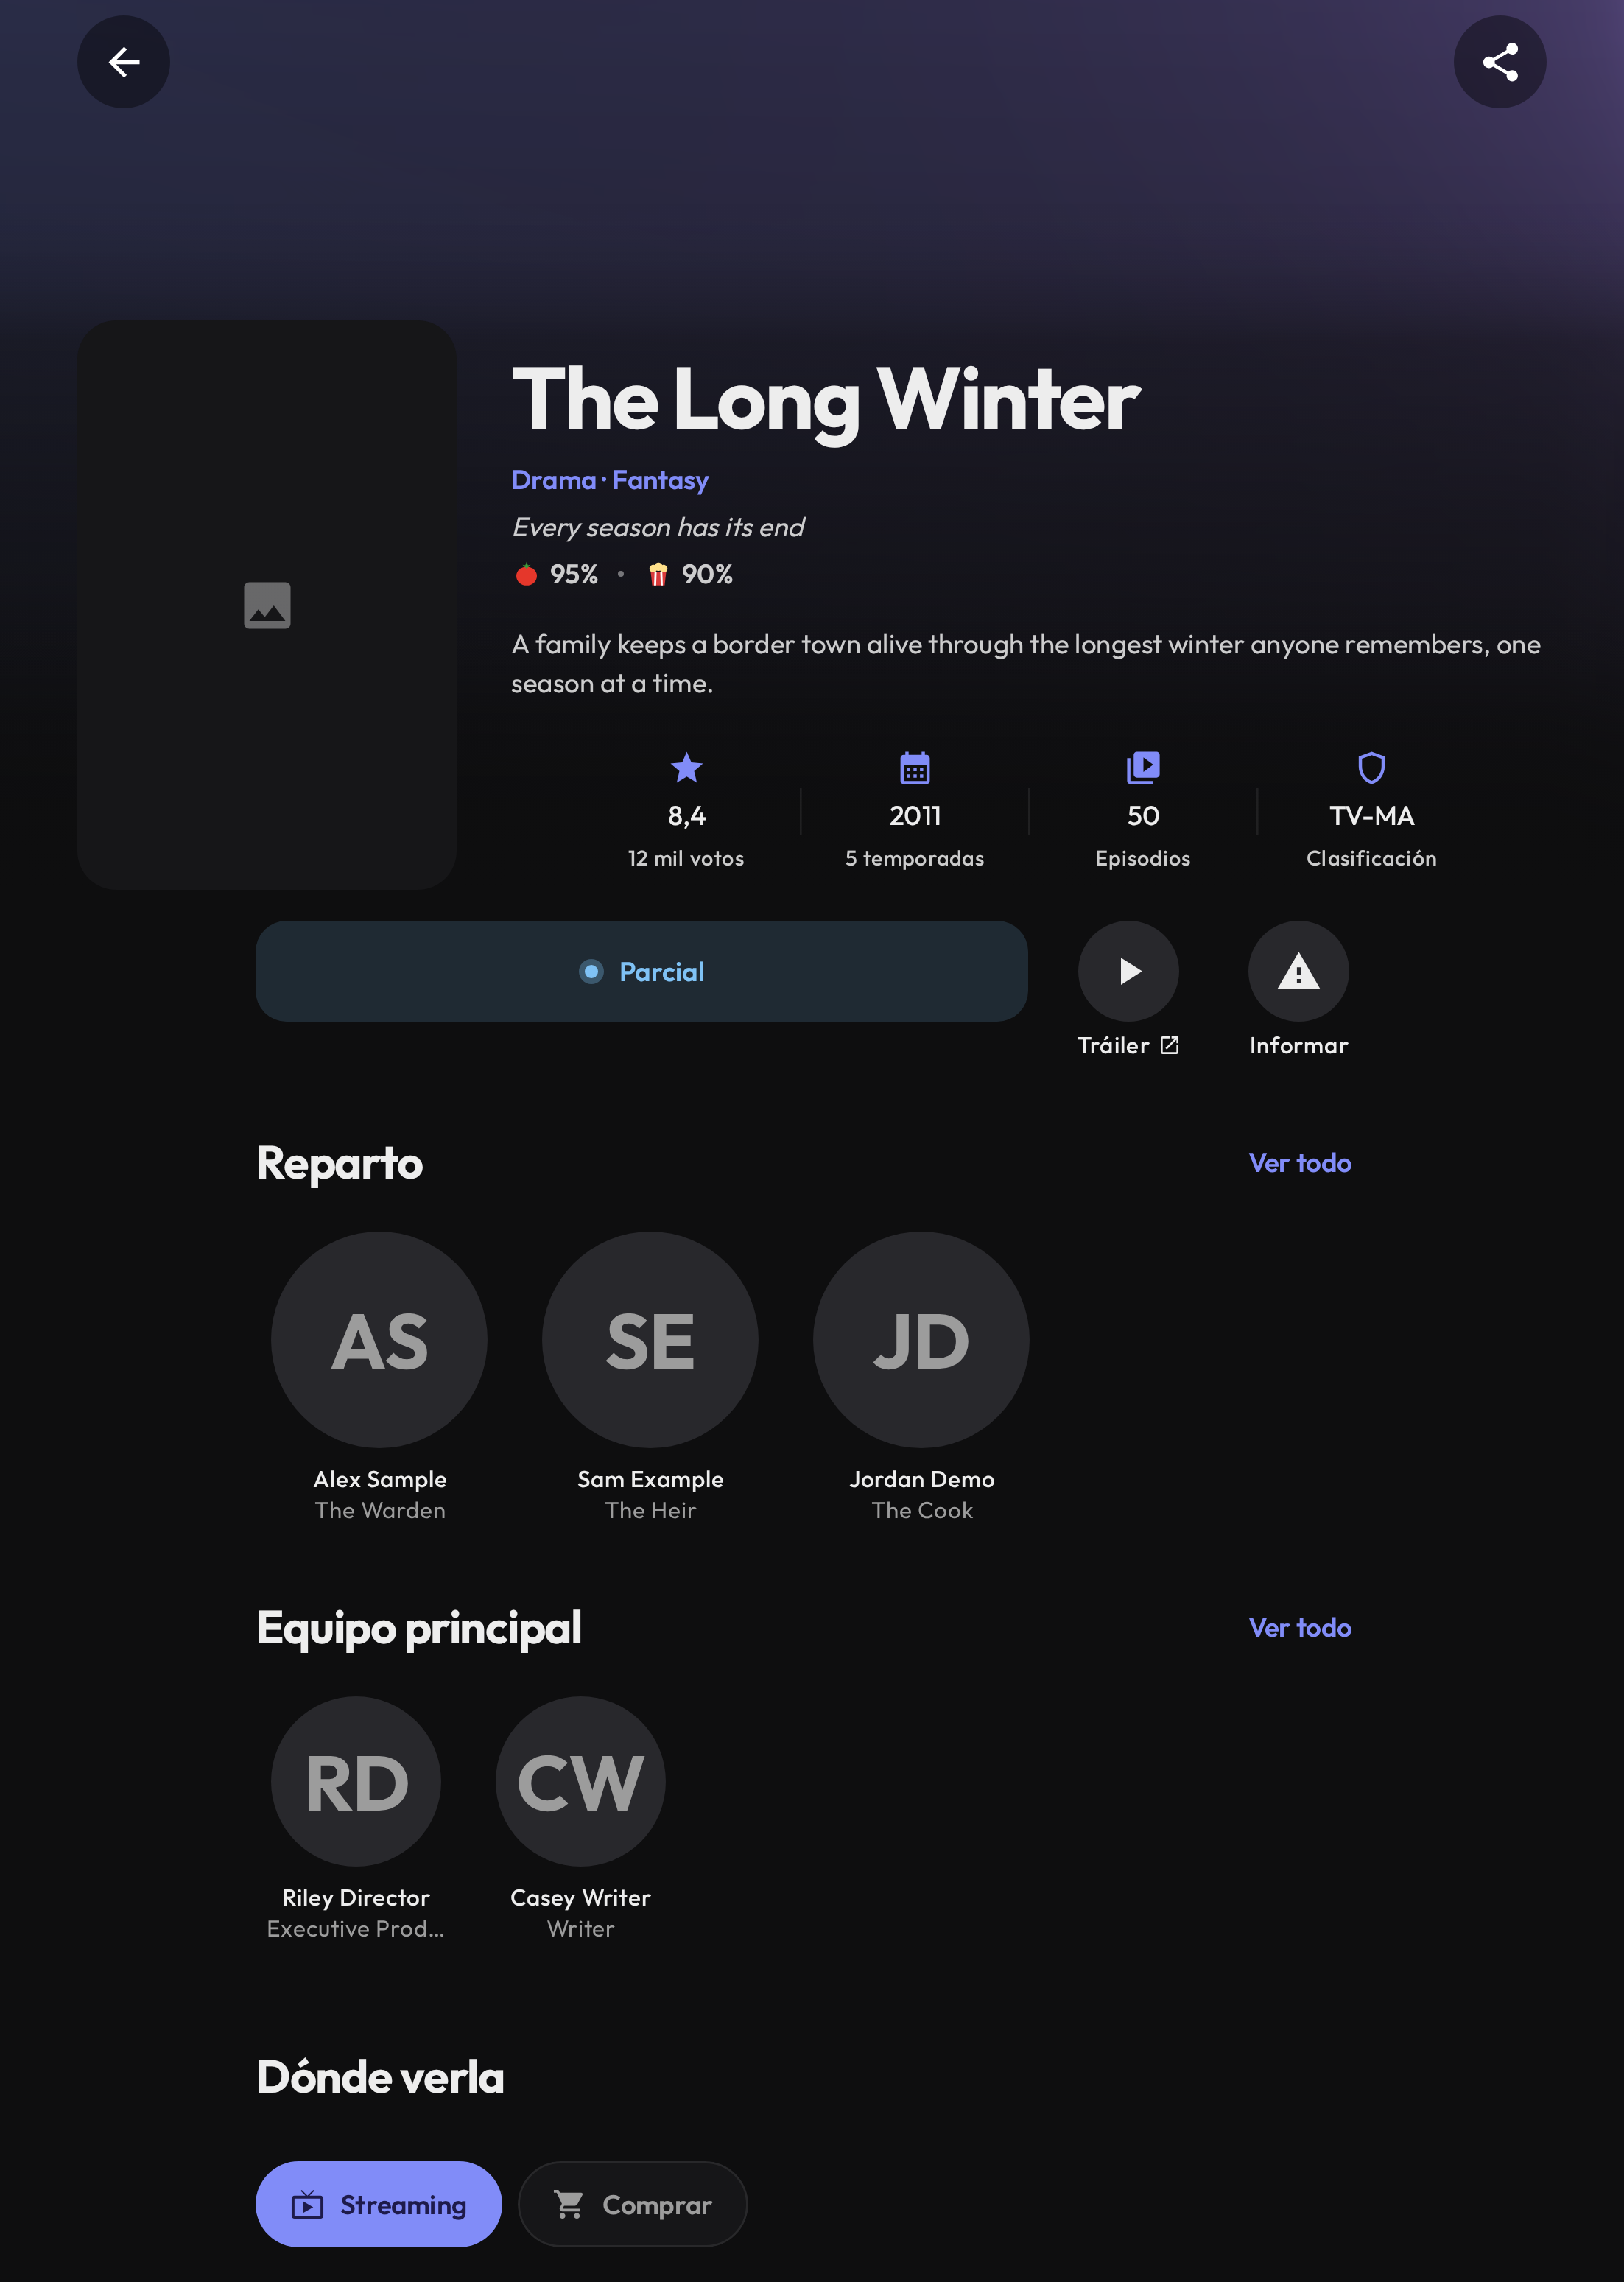 The Long Winter
Drama · Fantasy
Every season has its end
95% • 90%
A family keeps a border town alive through the longest winter anyone remembers, one
season at a time.
8,4
12 mil votos
2011
5 temporadas
50
Episodios
TV-MA
Clasificación
Parcial
Tráiler
Informar
Reparto
Ver todo
AS
SE
JD
Alex Sample
The Warden
Sam Example
The Heir
Jordan Demo
The Cook
Equipo principal
Ver todo
RD
CW
Riley Director
Executive Prod...
Casey Writer
Writer
Dónde verla
Streaming
Comprar